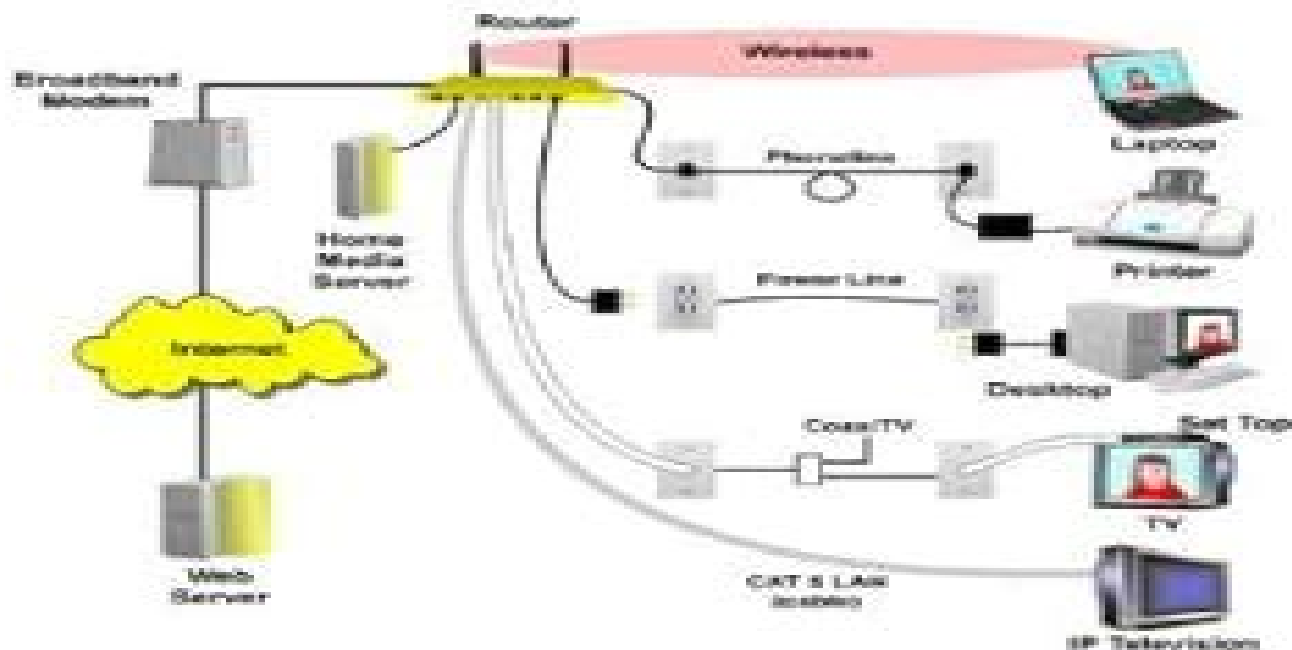 Router
Wireless
Broadband
Modem
Laptop
Phoneline
Home
Media
Server
Printer
Power Line
Internet
Desktop
Coax/TV
Set Top
TV
Web
Server
CAT 5 LAN
IP Television